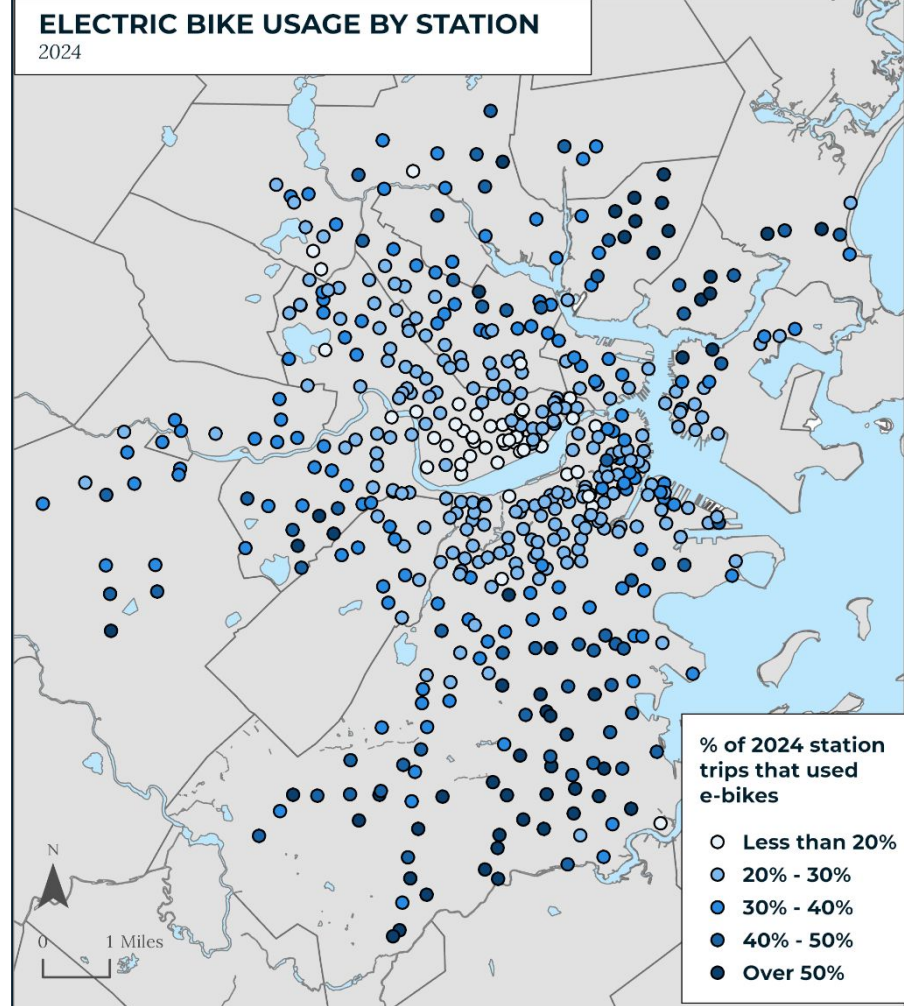 ELECTRIC BIKE USAGE BY STATION
2024
% of 2024 station
trips that used
e-bikes
Less than 20%
20% - 30%
30% - 40%
40% - 50%
Over 50%
N
0 1 Miles